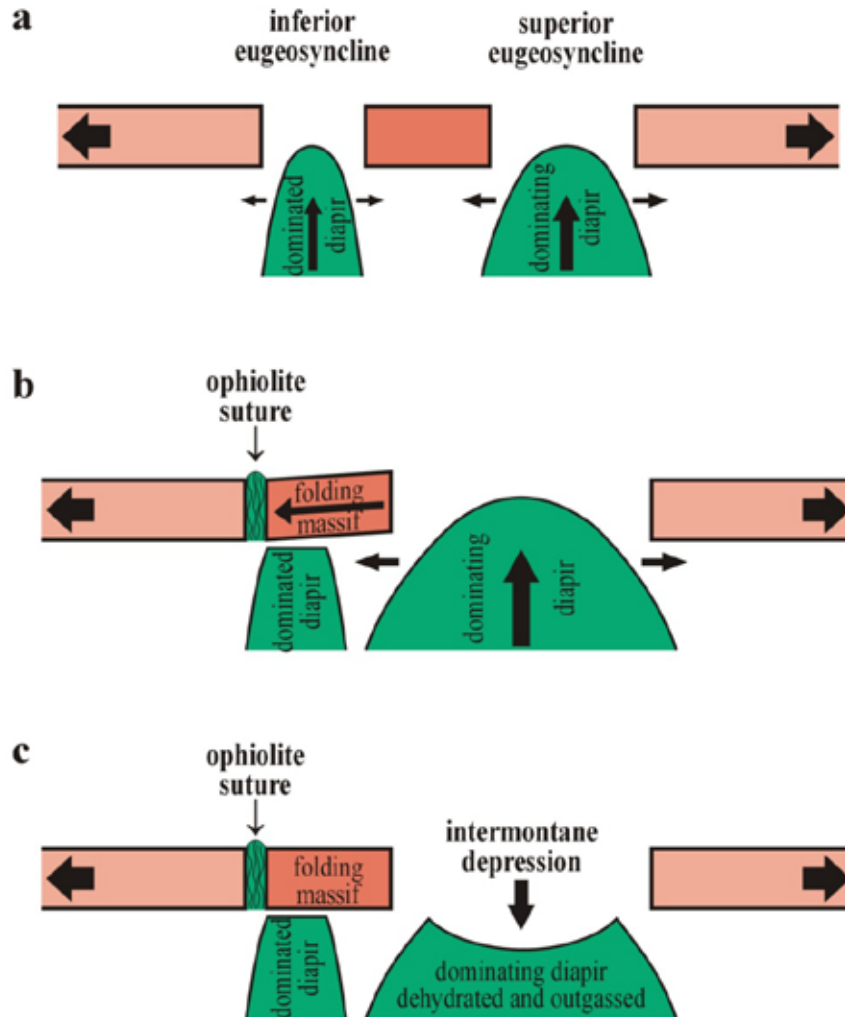 a
inferior
eugeosyncline
superior
eugeosyncline
dominated
diapir
dominating
diapir
b
ophiolite
suture
folding
massif
dominated
diapir
dominating
diapir
c
ophiolite
suture
intermontane
depression
folding
massif
dominated
diapir
dominating diapir
dehydrated and outgassed